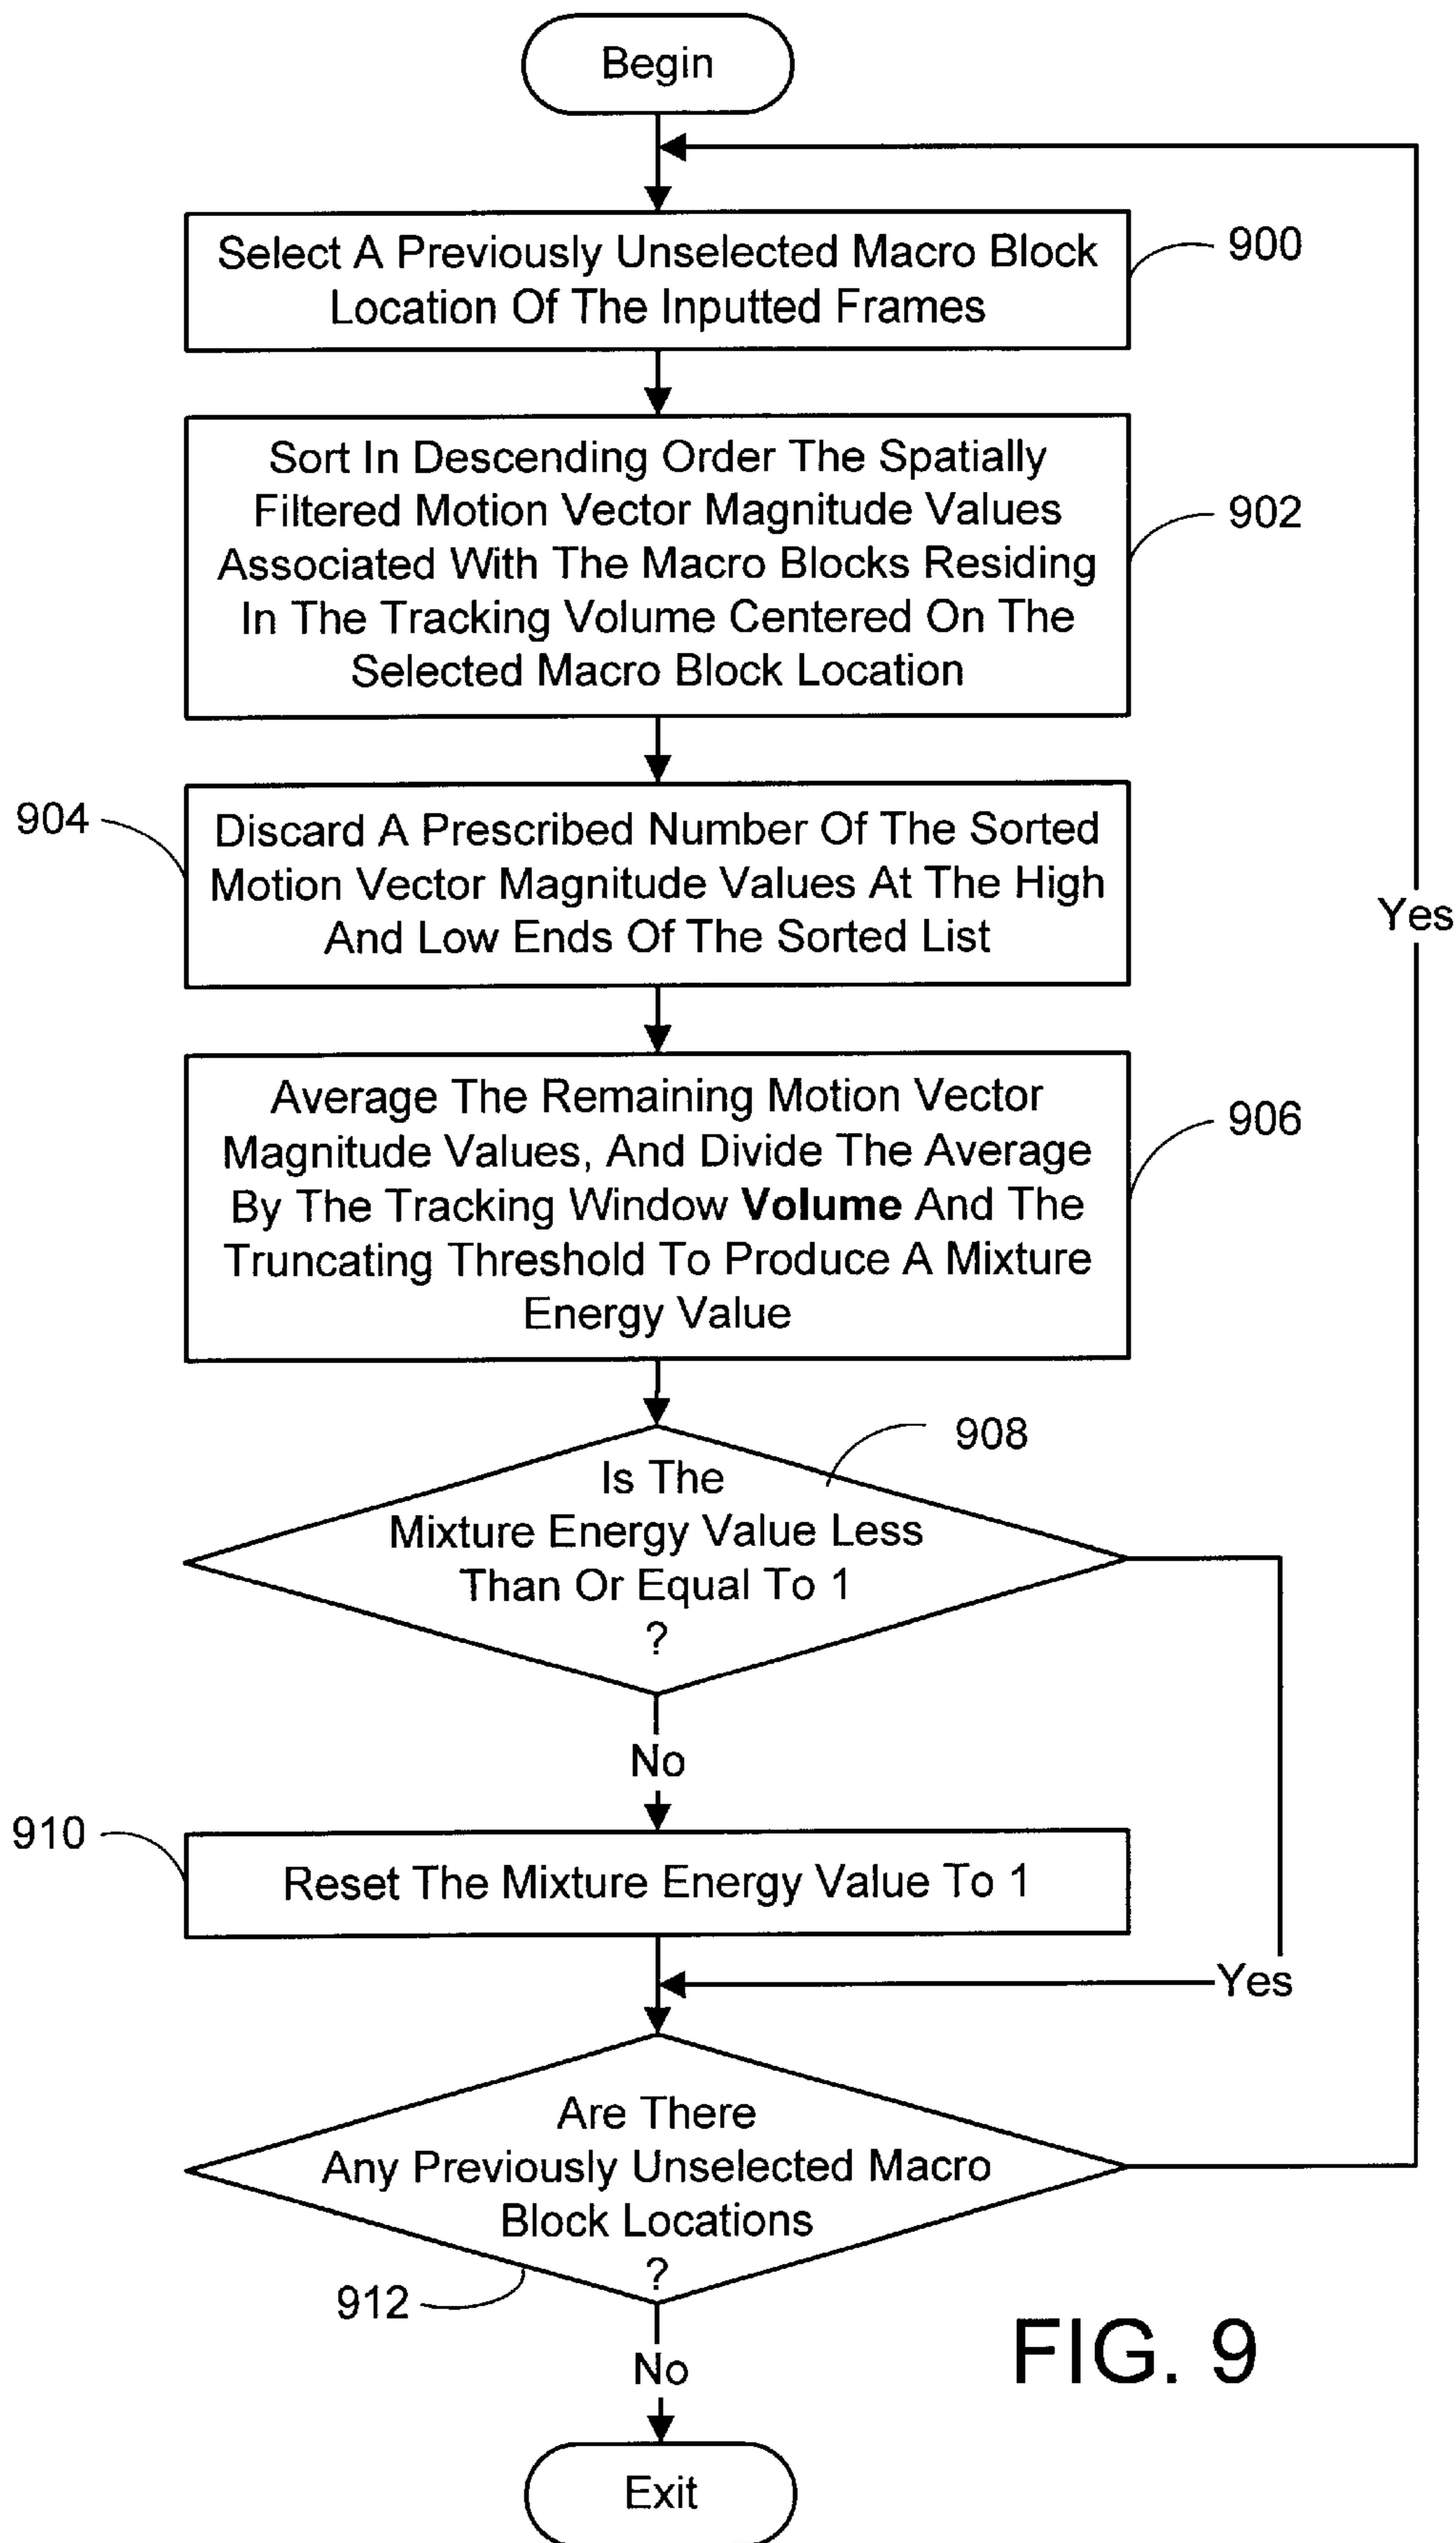 Begin
Select A Previously Unselected Macro Block
Location Of The Inputted Frames
900
Sort In Descending Order The Spatially
Filtered Motion Vector Magnitude Values
Associated With The Macro Blocks Residing
In The Tracking Volume Centered On The
Selected Macro Block Location
902
904
Discard A Prescribed Number Of The Sorted
Motion Vector Magnitude Values At The High
And Low Ends Of The Sorted List
Yes
Average The Remaining Motion Vector
Magnitude Values, And Divide The Average
By The Tracking Window Volume And The
Truncating Threshold To Produce A Mixture
Energy Value
906
908
Is The
Mixture Energy Value Less
Than Or Equal To 1
?
No
910
Reset The Mixture Energy Value To 1
Yes
Are There
Any Previously Unselected Macro
Block Locations
?
912
No
FIG. 9
Exit